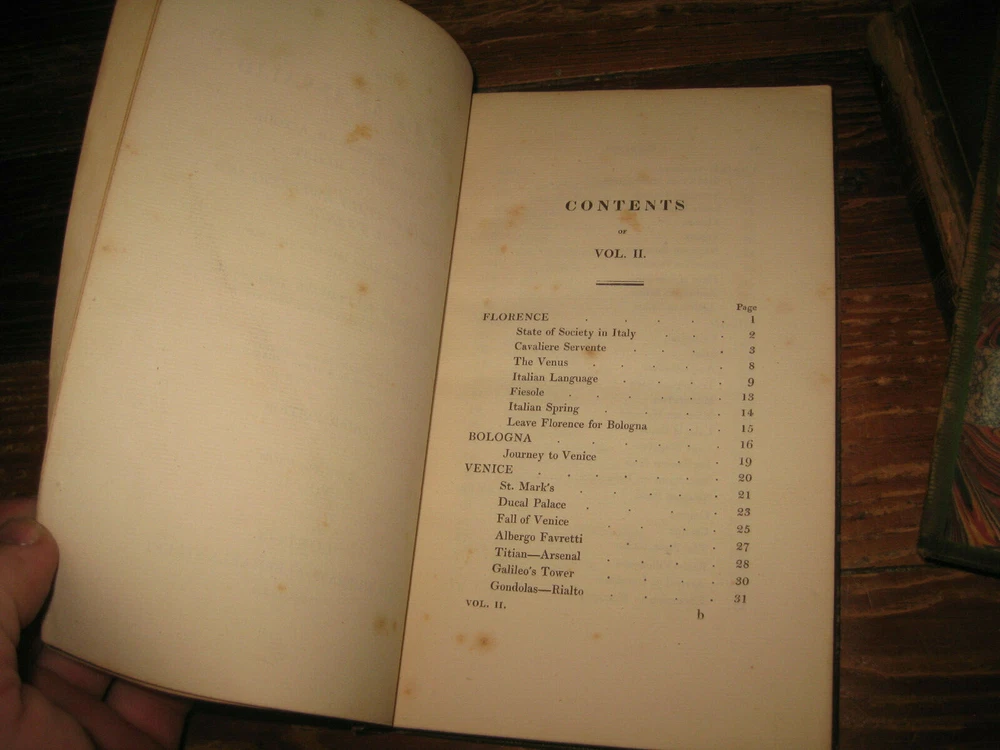 CONTENTS
OF
VOL. II.
Page
FLORENCE . . . . 1
State of Society in Italy . . . 2
Cavaliere Servente . . . . 3
The Venus . . . . . 8
Italian Language . . . . 9
Fiesole . . . . . 13
Italian Spring . . . . . 14
Leave Florence for Bologna . . 15
BOLOGNA . . . . . 16
Journey to Venice . . . 19
VENICE . . . . . . 20
St. Mark's . . . . . 21
Ducal Palace . . . . . 23
Fall of Venice . . . . 25
Albergo Favretti . . . 27
Titian—Arsenal . . . . 28
Galileo's Tower . . . . 30
Gondolas—Rialto . . . . 31
VOL. II. b